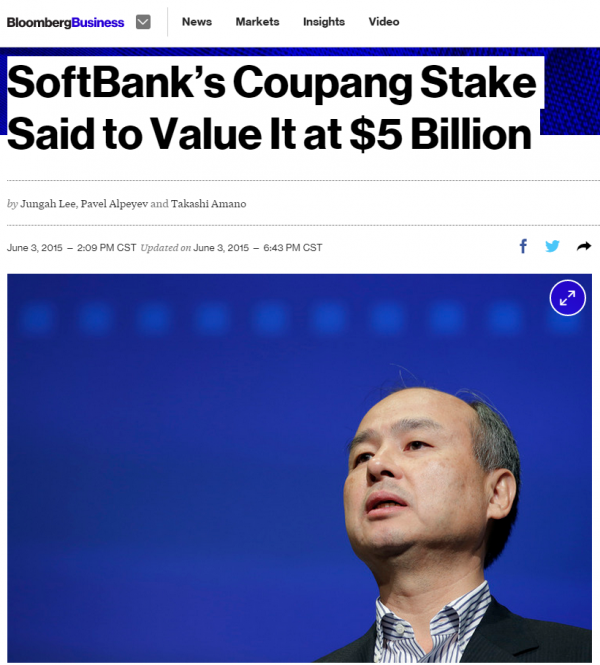 BloombergBusiness News Markets Insights Video
SoftBank’s Coupang Stake
Said to Value It at $5 Billion
by Jungah Lee, Pavel Alpeyev and Takashi Amano
June 3, 2015 – 2:09 PM CST Updated on June 3, 2015 – 6:43 PM CST